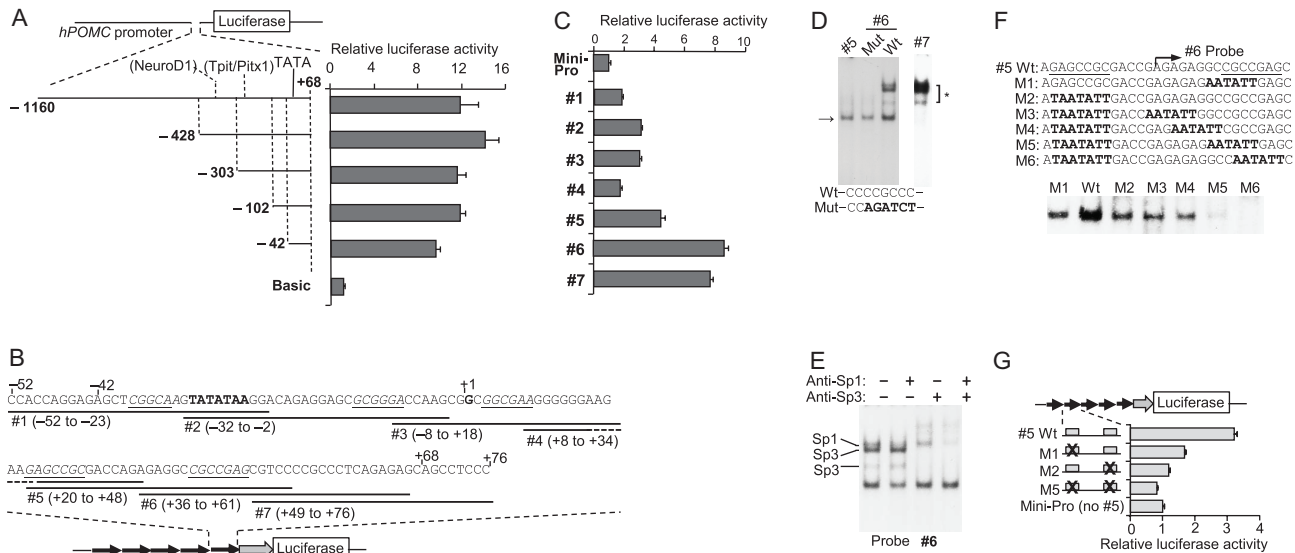 A
hPOMC promoter
Luciferase
Relative luciferase activity
0 4 8 12 16
(NeuroD1) (Tpit/Pitx1) TATA
+68
– 1160
– 428
– 303
– 102
– 42
Basic
B
–52 –42 +1
CCACCAGGAGAGCTCGGCAAGTATATAAGGACAGAGGAGCGCGGGACCAAGCGGCGGCGAAGGGGGGAAG
#1 (–52 to –23)
#2 (–32 to –2)
#3 (–8 to +18)
#4 (+8 to +34)
+68 +76
AAGAGCCGCGACCAGAGAGGCCGCCGAGCGTCCCCGCCCTCAGAGAGCAGCCTCCC
#5 (+20 to +48)
#6 (+36 to +61)
#7 (+49 to +76)
Luciferase
C
Relative luciferase activity
0 2 4 6 8 10
Mini-
Pro
#1
#2
#3
#4
#5
#6
#7
D
#6
#5 Mut Wt #7
*
→
Wt–CCCCGCCC–
Mut–CCAGATCT–
E
Anti-Sp1: – + – +
Anti-Sp3: – – + +
Sp1
Sp3
Sp3
Probe #6
F
#6 Probe
#5 Wt: AGAGCCGCGACCGAGAGAGGCCGCCGAGC
M1: AGAGCCGCGACCGAGAGAGAATATTGAGC
M2: ATAATATTGACCGAGAGAGGCCGCCGAGC
M3: ATAATATTGACCAATATTGCCGCCGAGC
M4: ATAATATTGACCGAGAATATTCGCCGAGC
M5: ATAATATTGACCGAGAGAGAATATTGAGC
M6: ATAATATTGACCGAGAGAGGCCAATATTC
M1 Wt M2 M3 M4 M5 M6
G
Luciferase
#5 Wt
M1
M2
M5
Mini-Pro (no #5)
0 1 2 3 4
Relative luciferase activity